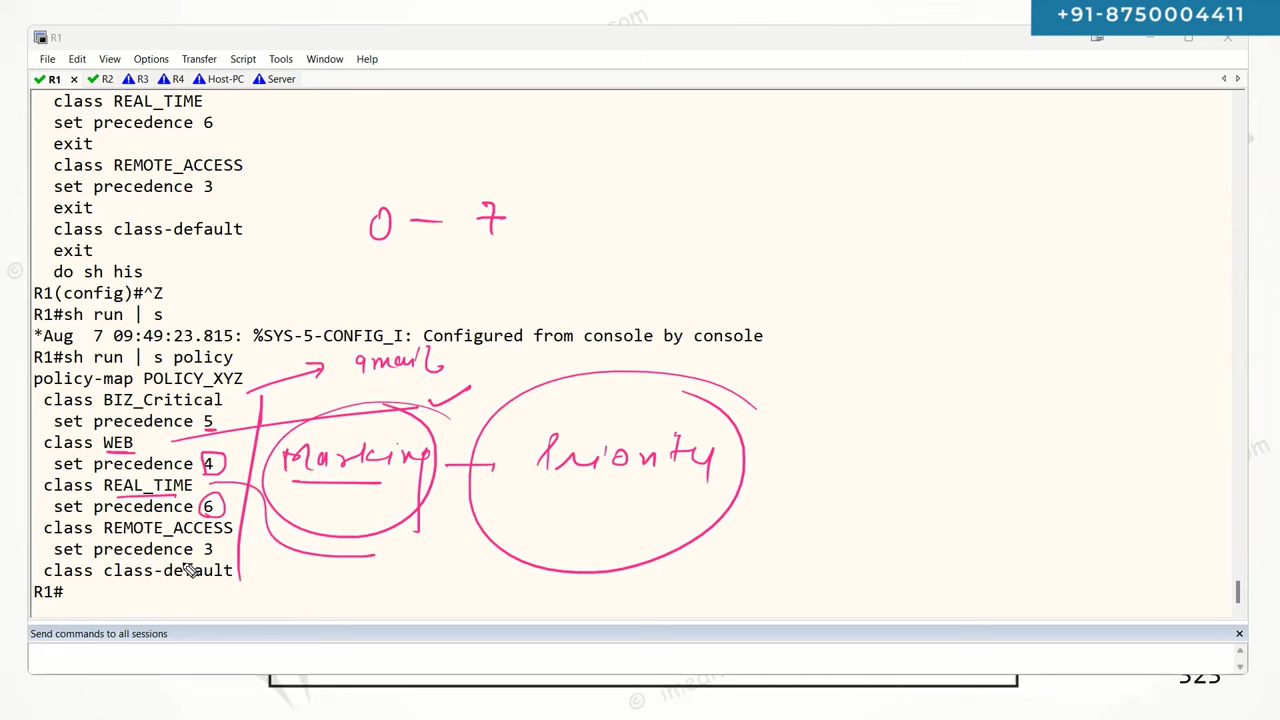 +91-8750004411
R1
File Edit View Options Transfer Script Tools Window Help
R1 R2 R3 R4 Host-PC Server
class REAL_TIME
set precedence 6
exit
class REMOTE_ACCESS
set precedence 3
exit
0 - 7
class class-default
exit
do sh his
R1(config)#^Z
R1#sh run | s
*Aug  7 09:49:23.815: %SYS-5-CONFIG_I: Configured from console by console
R1#sh run | s policy
policy-map POLICY_XYZ
class BIZ_Critical
set precedence 5
class WEB
set precedence 4
Marking - Priority
class REAL_TIME
set precedence 6
class REMOTE_ACCESS
set precedence 3
class class-default
R1#
Send commands to all sessions